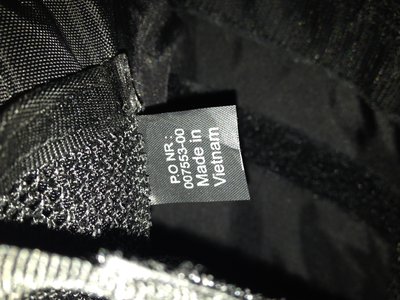 P.O NR :
007553-00
Made in
Vietnam